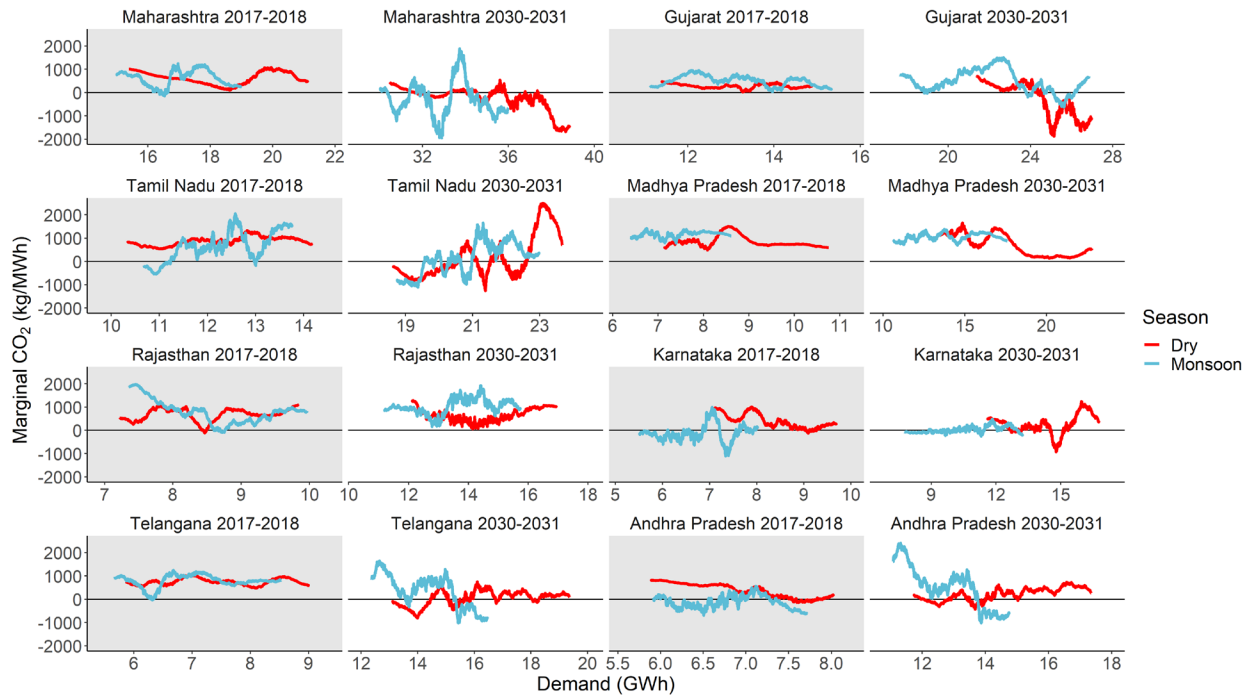 Maharashtra 2017-2018 Maharashtra 2030-2031 Gujarat 2017-2018 Gujarat 2030-2031
2000
1000
0
-1000
-2000
16 18 20 22 32 34 36 38 40 12 14 16 20 22 24 26 28
Tamil Nadu 2017-2018 Tamil Nadu 2030-2031 Madhya Pradesh 2017-2018 Madhya Pradesh 2030-2031
2000
1000
0
-1000
-2000
10 11 12 13 14 19 21 23 6 7 8 9 10 11 10 15 20
Rajasthan 2017-2018 Rajasthan 2030-2031 Karnataka 2017-2018 Karnataka 2030-2031
2000
1000
0
-1000
-2000
7 8 9 10 10 12 14 16 18 5 6 7 8 9 10 9 12 15
Telangana 2017-2018 Telangana 2030-2031 Andhra Pradesh 2017-2018 Andhra Pradesh 2030-2031
2000
1000
0
-1000
-2000
6 7 8 9 12 14 16 18 20 5.5 6.0 6.5 7.0 7.5 8.0 12 14 16 18
Demand (GWh)
Marginal CO₂ (kg/MWh)
Season
Dry
Monsoon